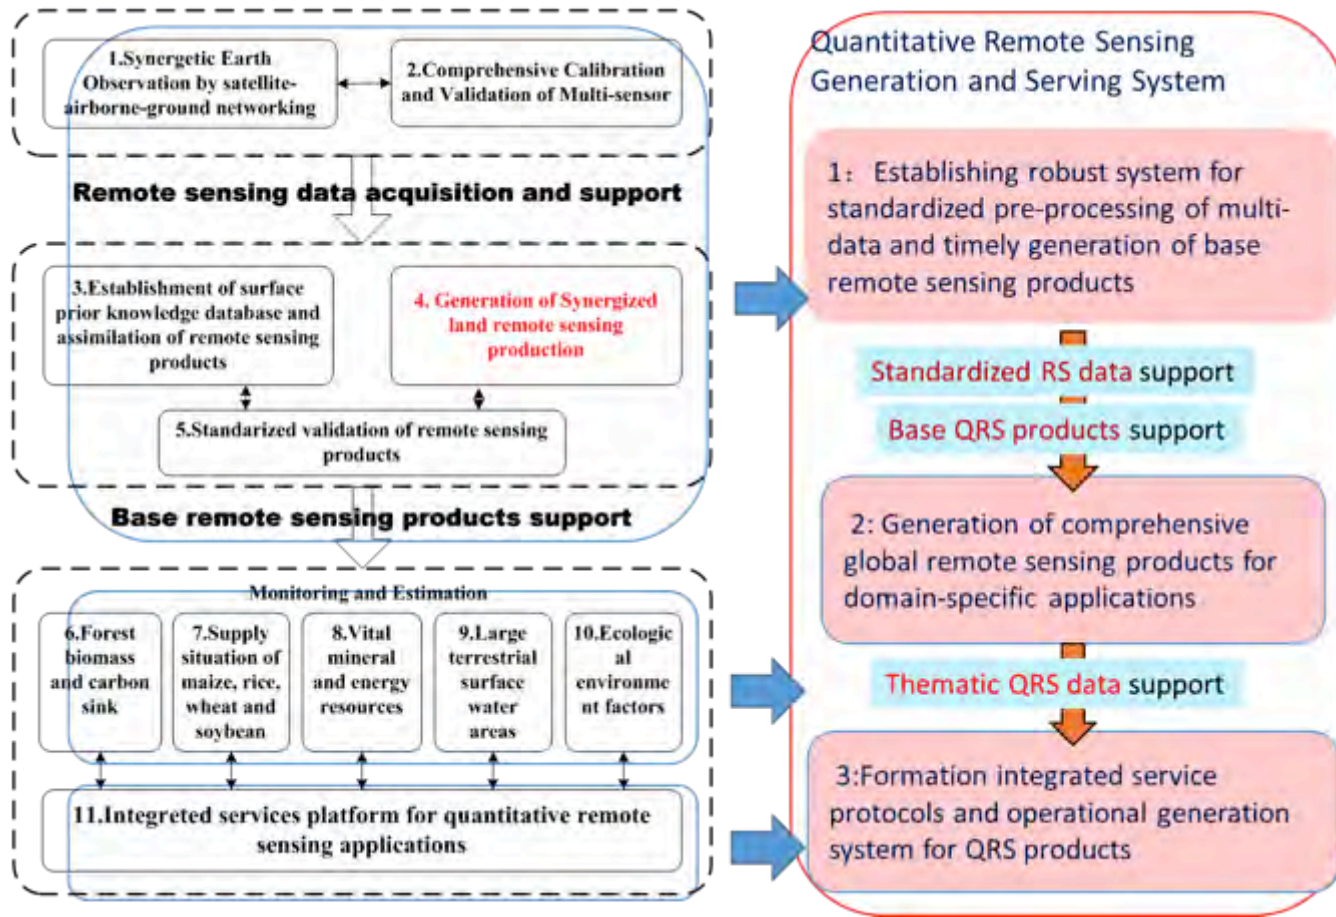 1.Synergetic Earth
Observation by satellite-
airborne-ground networking
2.Comprehensive Calibration
and Validation of Multi-sensor
Remote sensing data acquisition and support
3.Establishment of surface
prior knowledge database and
assimilation of remote sensing
products
4. Generation of Synergized
land remote sensing
production
5.Standarized validation of remote sensing
products
Base remote sensing products support
Monitoring and Estimation
6.Forest
biomass
and carbon
sink
7.Supply
situation of
maize, rice,
wheat and
soybean
8.Vital
mineral
and energy
resources
9.Large
terrestrial
surface
water
areas
10.Ecologic
al
environme
nt factors
11.Integreted services platform for quantitative remote
sensing applications
Quantitative Remote Sensing
Generation and Serving System
1: Establishing robust system for
standardized pre-processing of multi-
data and timely generation of base
remote sensing products
Standardized RS data support
Base QRS products support
2: Generation of comprehensive
global remote sensing products for
domain-specific applications
Thematic QRS data support
3:Formation integrated service
protocols and operational generation
system for QRS products